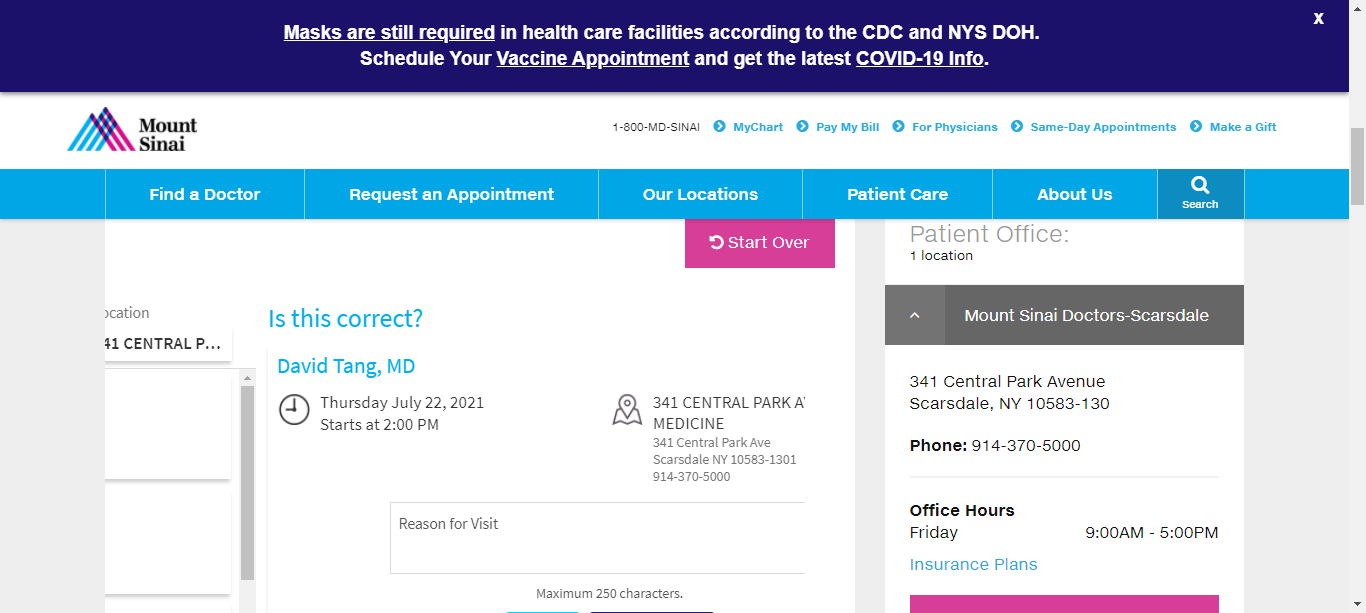 Masks are still required in health care facilities according to the CDC and NYS DOH.
X
Schedule Your Vaccine Appointment and get the latest COVID-19 Info.
Mount
Sinai
1-800-MD-SINAI MyChart Pay My Bill For Physicians Same-Day Appointments Make a Gift
Find a Doctor Request an Appointment Our Locations Patient Care About Us Search
Start Over
ocation
41 CENTRAL P...
Is this correct?
David Tang, MD
Thursday July 22, 2021
Starts at 2:00 PM
341 CENTRAL PARK AV
MEDICINE
341 Central Park Ave
Scarsdale NY 10583-1301
914-370-5000
Reason for Visit
Maximum 250 characters.
Patient Office:
1 location
Mount Sinai Doctors-Scarsdale
341 Central Park Avenue
Scarsdale, NY 10583-130
Phone: 914-370-5000
Office Hours
Friday 9:00AM - 5:00PM
Insurance Plans